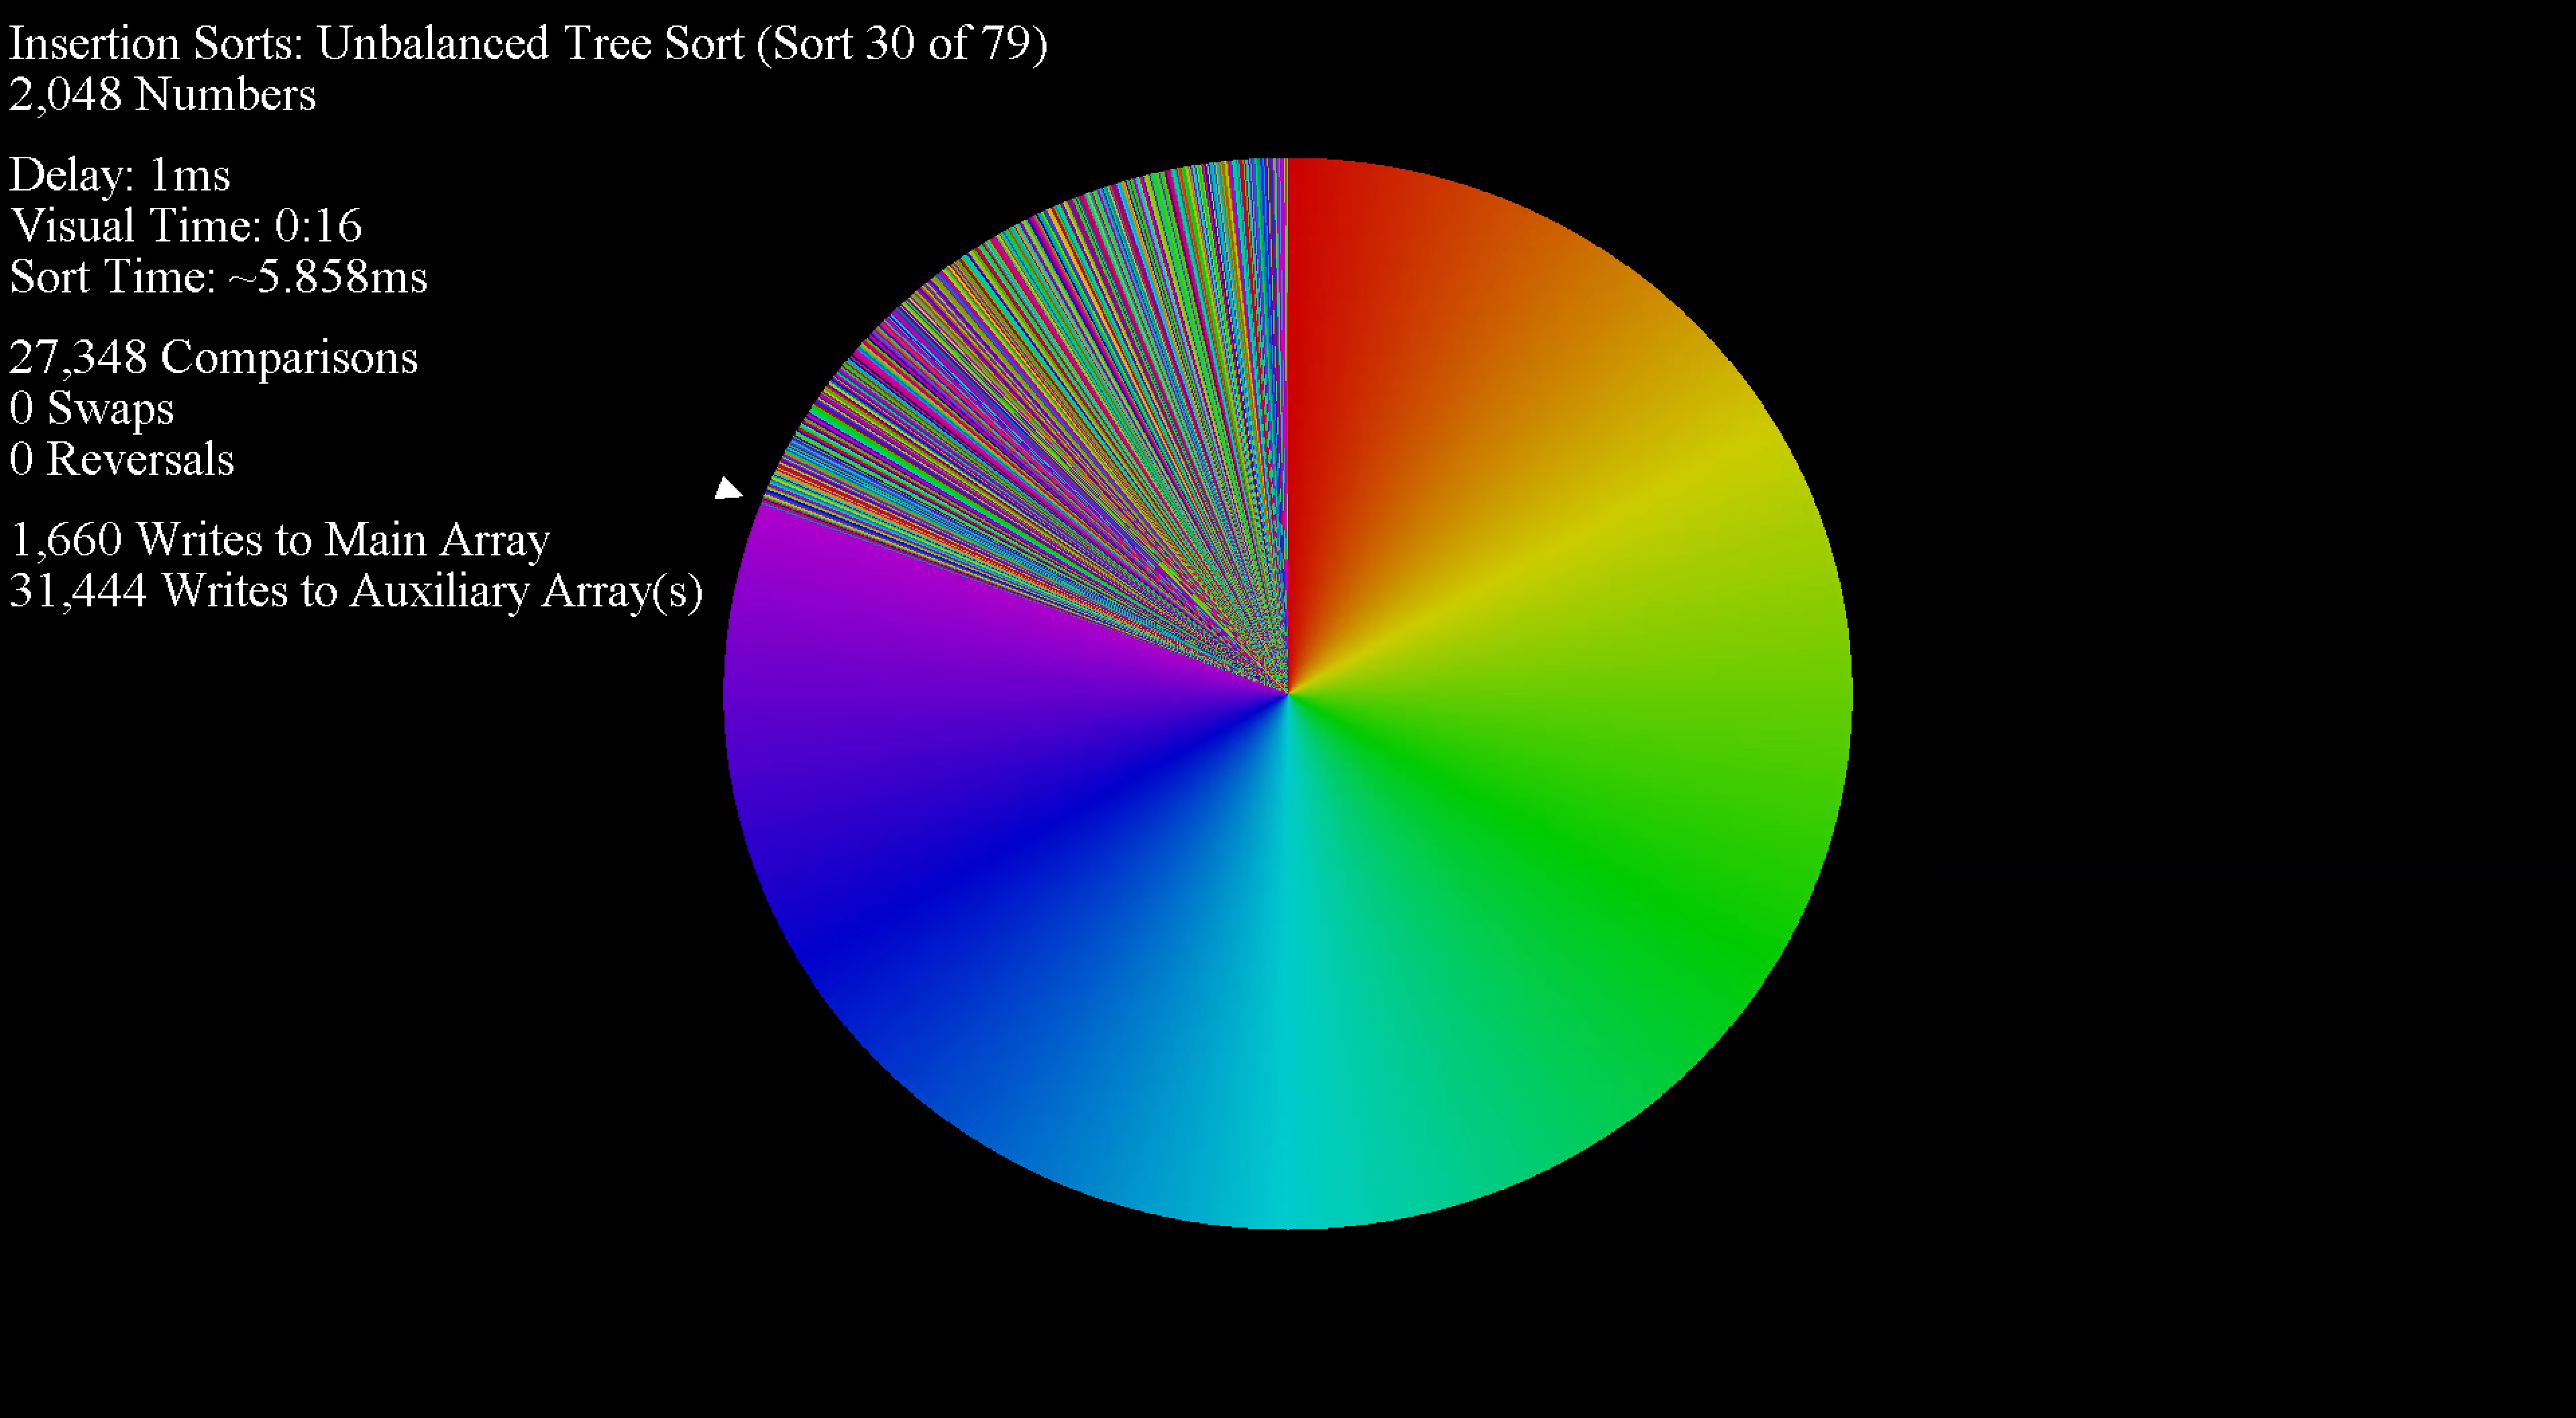 Insertion Sorts: Unbalanced Tree Sort (Sort 30 of 79)
2,048 Numbers
Delay: 1ms
Visual Time: 0:16
Sort Time: ~5.858ms
27,348 Comparisons
0 Swaps
0 Reversals
1,660 Writes to Main Array
31,444 Writes to Auxiliary Array(s)